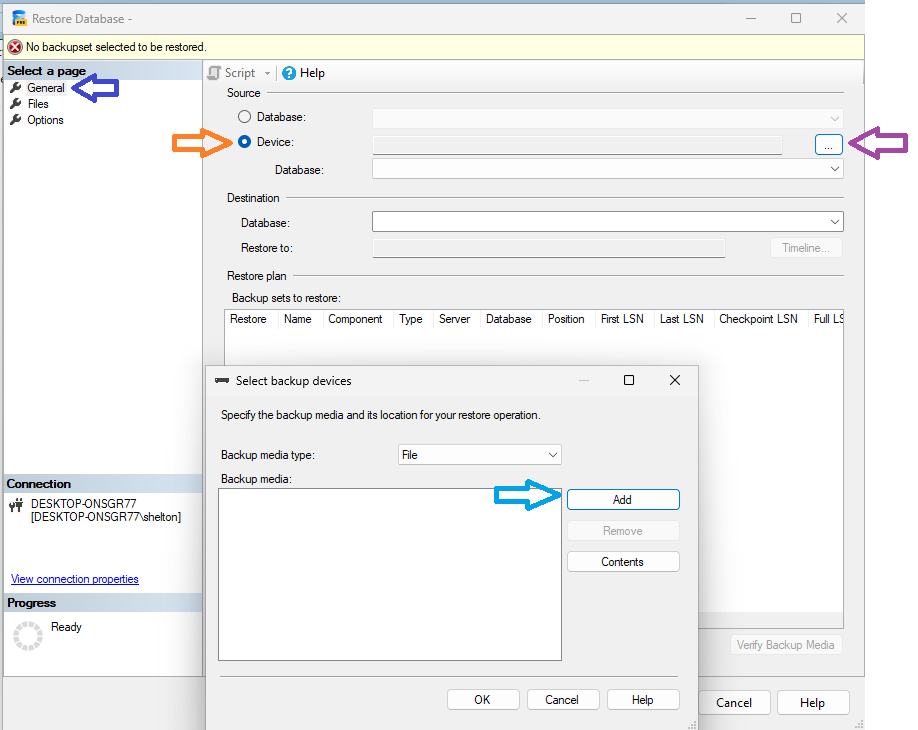 Restore Database -
No backupset selected to be restored.
Select a page
General
Files
Options
Script
Help
Source
Database:
Device:
...
Database:
Destination
Database:
Restore to:
Timeline...
Restore plan
Backup sets to restore:
Restore Name Component Type Server Database Position First LSN Last LSN Checkpoint LSN Full LS
Select backup devices
Specify the backup media and its location for your restore operation.
Backup media type:
File
Backup media:
Add
Remove
Contents
OK
Cancel
Help
Connection
DESKTOP-ONSGR77
[DESKTOP-ONSGR77\shelton]
View connection properties
Progress
Ready
Verify Backup Media
Cancel
Help